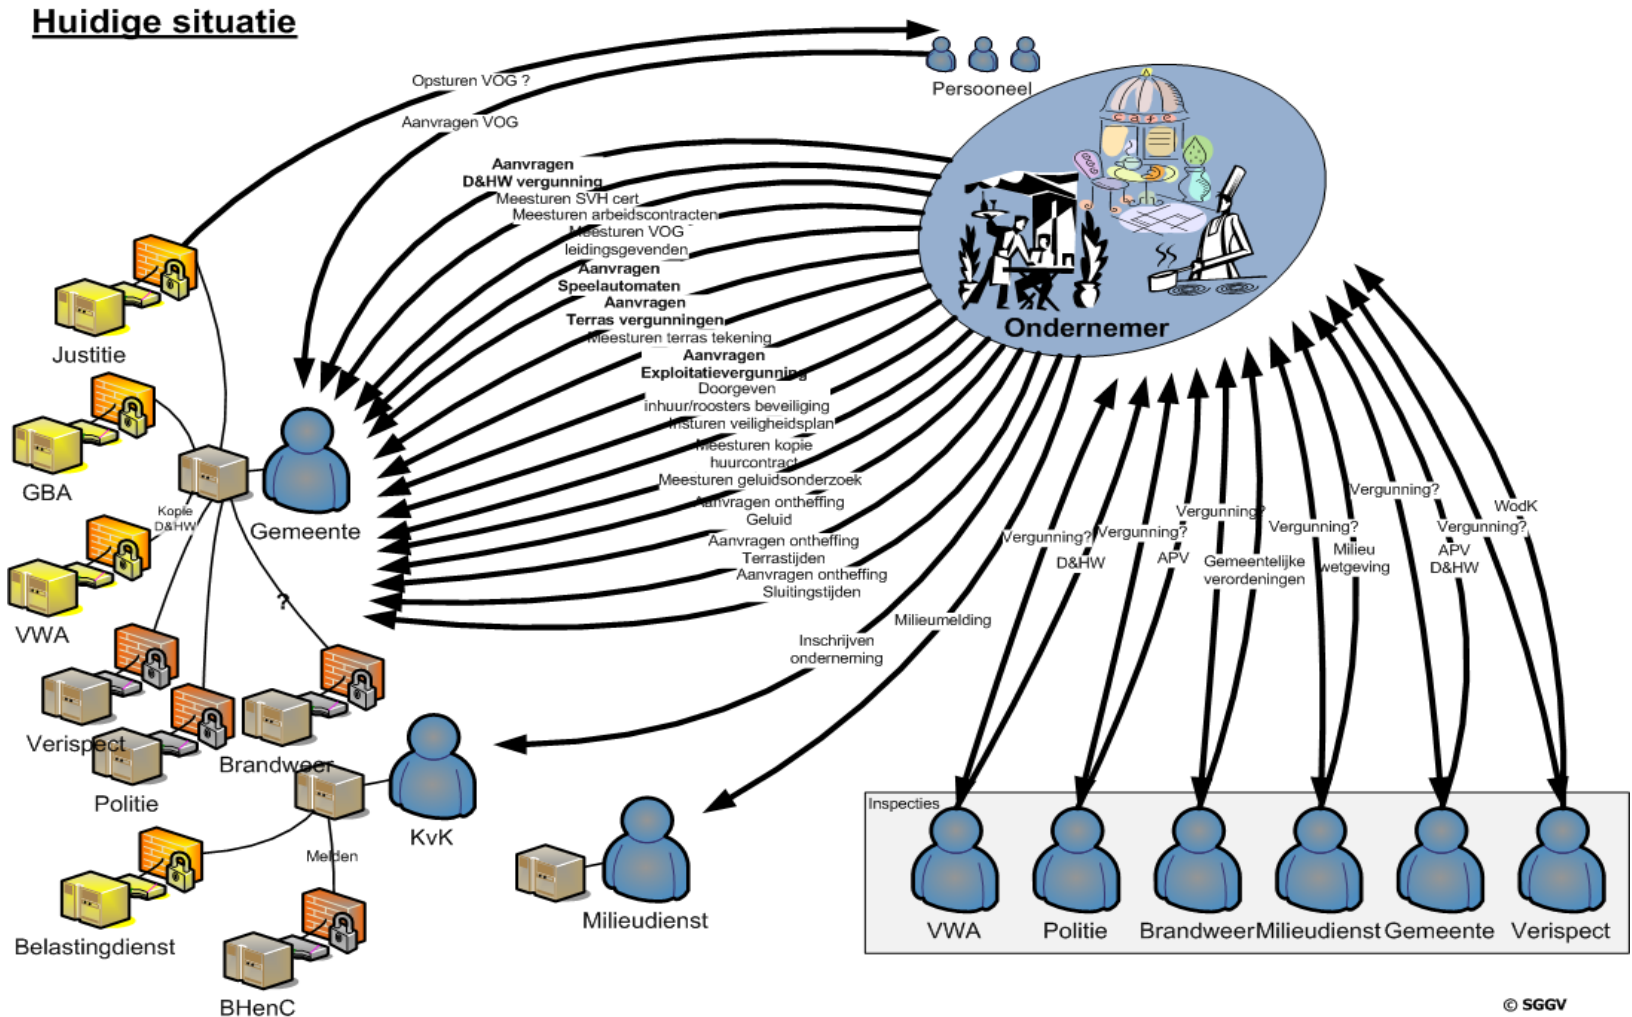 Huidige situatie
Persooneel
Opsturen VOG ?
Aanvragen VOG
Aanvragen
D&HW vergunning
Meesturen SVH cert
Meesturen arbeidscontracten
Meesturen VOG
leidingsgevenden
Aanvragen
Speelautomaten
Aanvragen
Terras vergunningen
Meesturen terras tekening
Aanvragen
Exploitatievergunning
Doorgeven
inhuur/roosters beveiliging
Insturen veiligheidsplan
Meesturen kopie
huurcontract
Meesturen geluidsonderzoek
Aanvragen ontheffing
Geluid
Aanvragen ontheffing
Terrastijden
Aanvragen ontheffing
Sluitingstijden
Inschrijven
onderneming
Milieumelding
cafe
Ondernemer
Justitie
GBA
Gemeente
Kopie
D&HW
VWA
?
Verispect
Politie
Brandweer
KvK
Melden
Belastingdienst
BHenC
Milieudienst
Vergunning?
D&HW
Vergunning?
APV
Vergunning?
Gemeentelijke
verordeningen
Vergunning?
Milieu
wetgeving
Vergunning?
APV
D&HW
Vergunning?
WodK
Inspecties
VWA
Politie
Brandweer
Milieudienst
Gemeente
Verispect
© SGGV